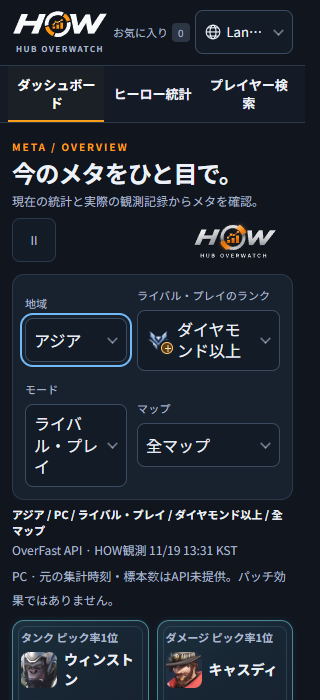 HOW
HUB OVERWATCH
お気に入り 0
Lan…
ダッシュボー
ド
ヒーロー統計
プレイヤー検
索
META / OVERVIEW
今のメタをひと目で。
現在の統計と実際の観測記録からメタを確認。
HOW
HUB OVERWATCH
地域
ライバル・プレイのランク
アジア
ダイヤモ
ンド以上
モード
マップ
ライバ
ル・プレ
イ
全マップ
アジア / PC / ライバル・プレイ / ダイヤモンド以上 / 全
マップ
OverFast API · HOW観測 11/19 13:31 KST
PC · 元の集計時刻・標本数はAPI未提供。パッチ効
果ではありません。
タンク ピック率1位
ウィンスト
ン
ダメージ ピック率1位
キャスディ